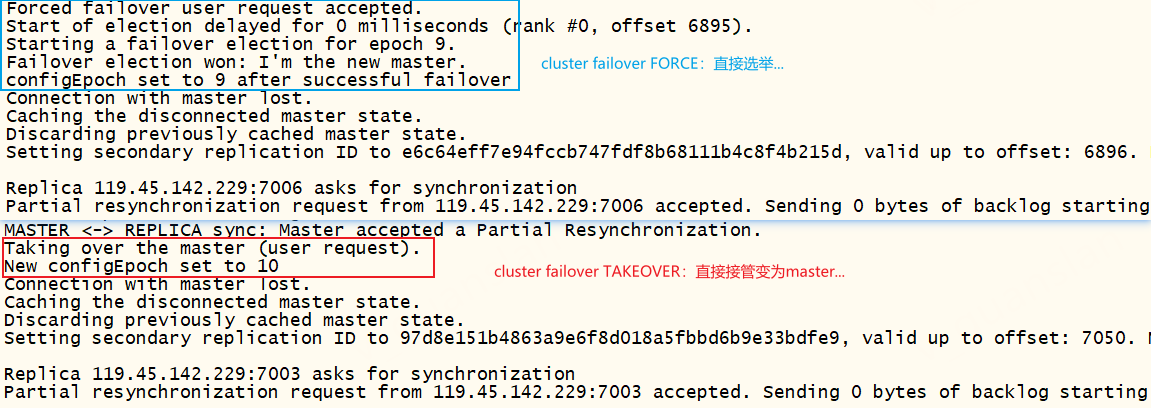 Forced failover user request accepted.
Start of election delayed for 0 milliseconds (rank #0, offset 6895).
Starting a failover election for epoch 9.
Failover election won: I'm the new master.
cluster failover FORCE：直接选举...
configEpoch set to 9 after successful failover
Connection with master lost.
Caching the disconnected master state.
Discarding previously cached master state.
Setting secondary replication ID to e6c64eff7e94fccb747fdf8b68111b4c8f4b215d, valid up to offset: 6896.
Replica 119.45.142.229:7006 asks for synchronization
Partial resynchronization request from 119.45.142.229:7006 accepted. Sending 0 bytes of backlog starting
MASTER <-> REPLICA sync: Master accepted a Partial Resynchronization.
Taking over the master (user request).
New configEpoch set to 10
cluster failover TAKEOVER：直接接管变为master...
Connection with master lost.
Caching the disconnected master state.
Discarding previously cached master state.
Setting secondary replication ID to 97d8e151b4863a9e6f8d018a5fbbd6b9e33bdfe9, valid up to offset: 7050.
Replica 119.45.142.229:7003 asks for synchronization
Partial resynchronization request from 119.45.142.229:7003 accepted. Sending 0 bytes of backlog starting